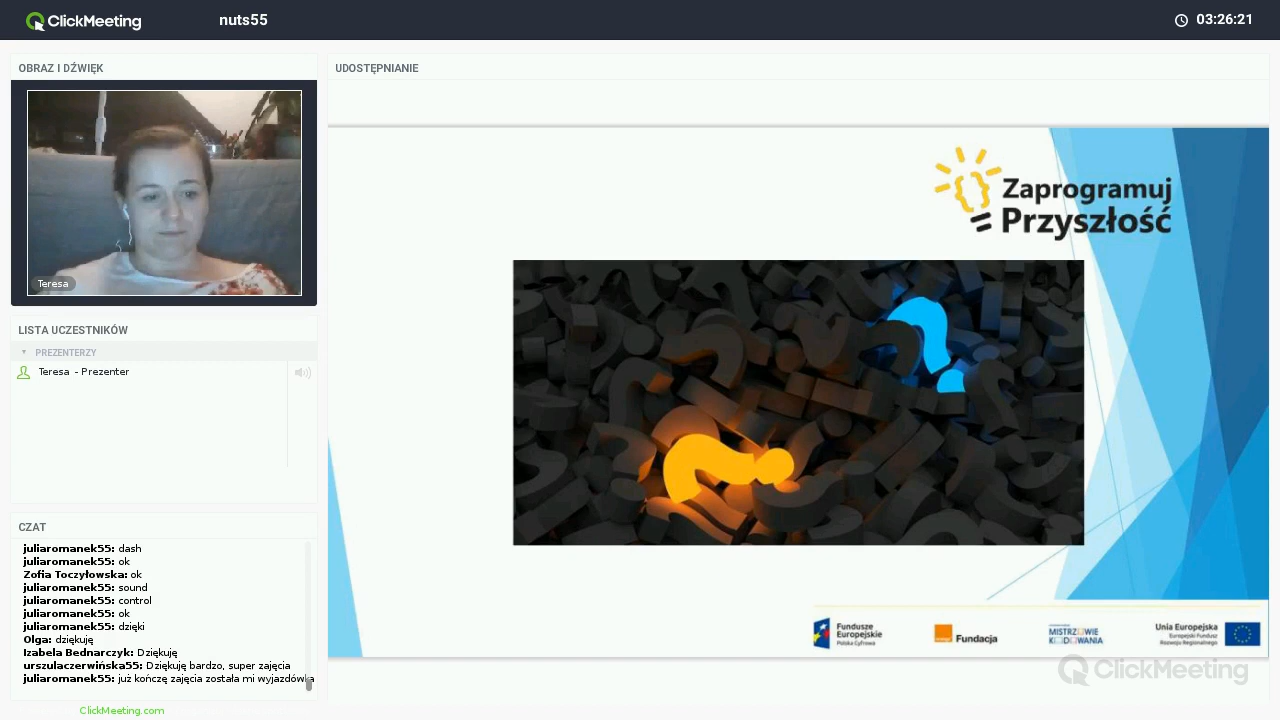 ClickMeeting
nuts55
03:26:21
OBRAZ I DŹWIĘK
Teresa
LISTA UCZESTNIKÓW
PREZENTERZY
Teresa - Prezenter
CZAT
juliaromanek55: dash
juliaromanek55: ok
Zofia Toczyłowska: ok
juliaromanek55: sound
juliaromanek55: control
juliaromanek55: ok
juliaromanek55: dzięki
Olga: dziękuję
Izabela Bednarczyk: Dziękuję
urszulaczerwińska55: Dziękuję bardzo, super zajęcia
juliaromanek55: już kończę zajęcia została mi wyjazdówka
ClickMeeting.com
UDOSTĘPNIANIE
Zaprogramuj
Przyszłość
Fundusze
Europejskie
Polska Cyfrowa
Fundacja
MISTRZOWIE
KODOWANIA
Unia Europejska
Europejski Fundusz
Rozwoju Regionalnego
ClickMeeting